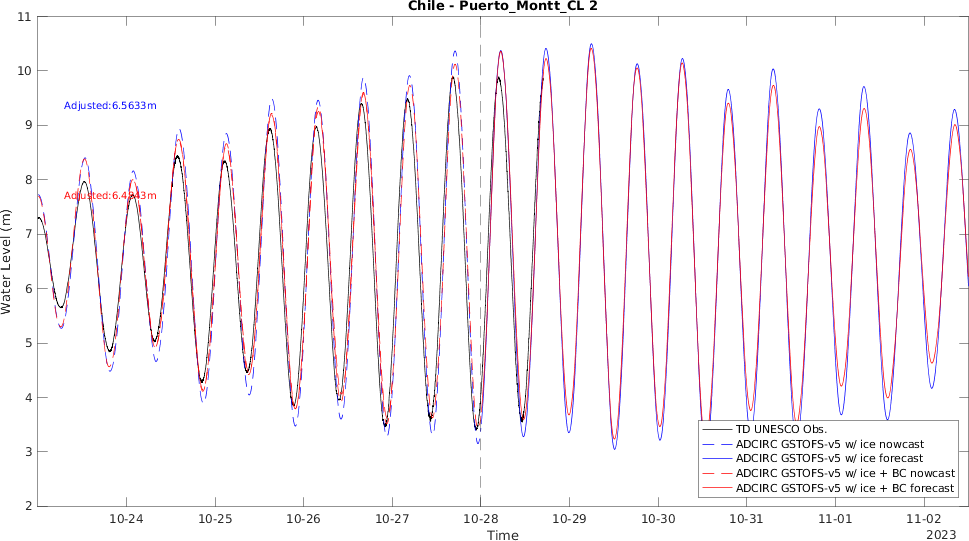 Chile - Puerto_Montt_CL 2
11
10
9
8
7
6
5
4
3
2
Water Level (m)
Adjusted:6.5633m
TD UNESCO Obs.
ADCIRC GSTOFS-v5 w/ ice nowcast
ADCIRC GSTOFS-v5 w/ ice forecast
ADCIRC GSTOFS-v5 w/ ice + BC nowcast
ADCIRC GSTOFS-v5 w/ ice + BC forecast
10-24 10-25 10-26 10-27 10-28 10-29 10-30 10-31 11-01 11-02
Time
2023